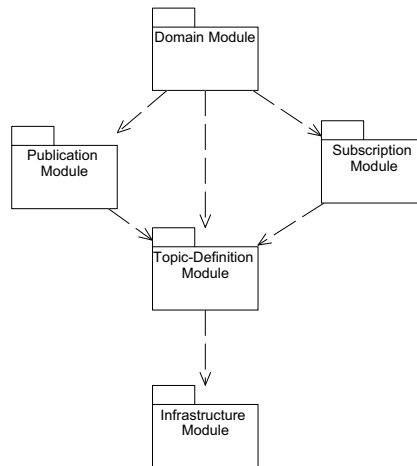 Domain Module
Publication
Module
Subscription
Module
Topic-Definition
Module
Infrastructure
Module